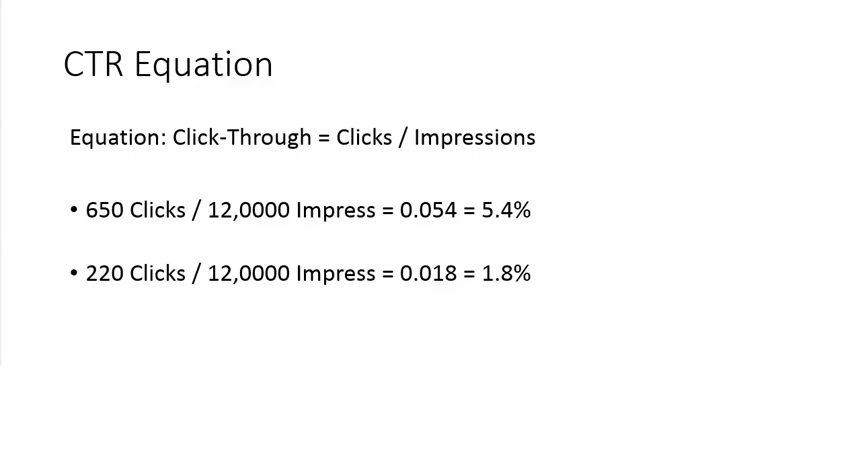 CTR Equation
Equation: Click-Through = Clicks / Impressions
• 650 Clicks / 12,0000 Impress = 0.054 = 5.4%
• 220 Clicks / 12,0000 Impress = 0.018 = 1.8%